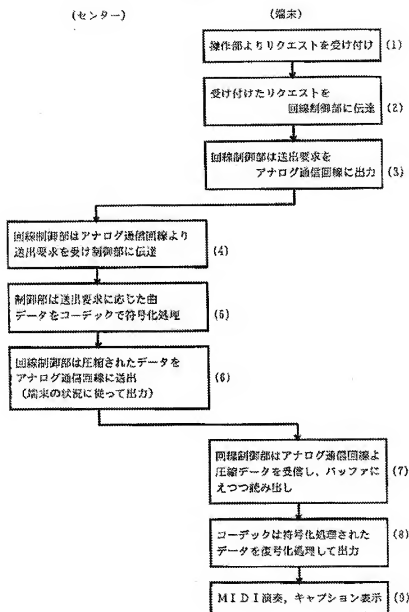 (センター)
(端末)
操作部よりリクエストを受け付け
(1)
受け付けたリクエストを
回線制御部に伝達
(2)
回線制御部は送出要求を
アナログ通信回線に出力
(3)
回線制御部はアナログ通信回線より
送出要求を受け制御部に伝達
(4)
制御部は送出要求に応じた曲
データをコーデックで符号化処理
(5)
回線制御部は圧縮されたデータを
アナログ通信回線に送出
(端末の状況に従って出力)
(6)
回線制御部はアナログ通信回線よ
圧縮データを受信し、バッファに
えつつ読み出し
(7)
コーデックは符号化処理された
データを復号化処理して出力
(8)
MIDI演奏,キャプション表示
(9)